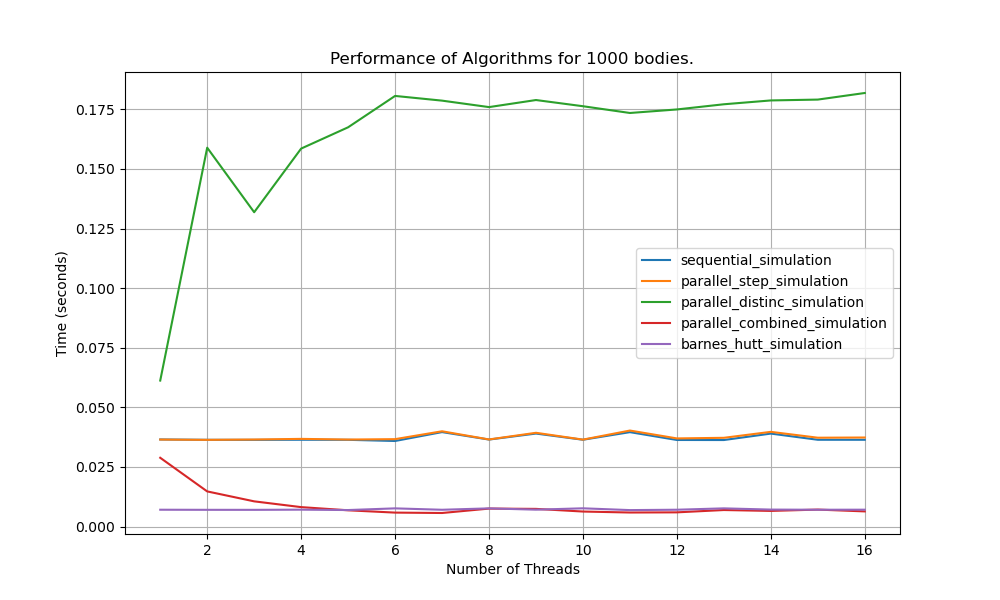 Performance of Algorithms for 1000 bodies.
Time (seconds)
0.175
0.150
0.125
0.100
0.075
0.050
0.025
0.000
sequential_simulation
parallel_step_simulation
parallel_distinc_simulation
parallel_combined_simulation
barnes_hutt_simulation
2 4 6 8 10 12 14 16
Number of Threads